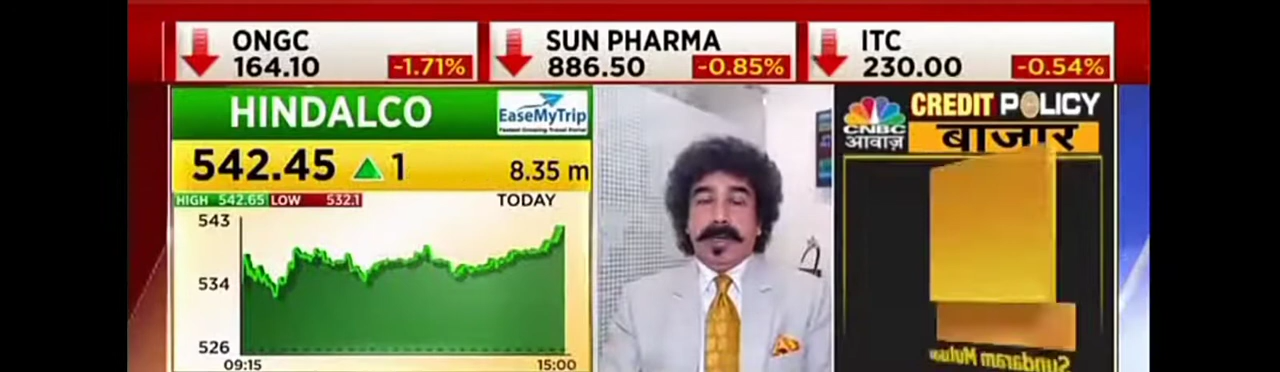 ONGC
164.10 -1.71%
SUN PHARMA
886.50 -0.85%
ITC
230.00 -0.54%
HINDALCO
EaseMyTrip
542.45 1 8.35 m
HIGH 542.65 LOW 532.1
TODAY
543
534
526
09:15 15:00
CNBC
आवाज़
CREDIT POLICY
बाज़ार
Sundaram